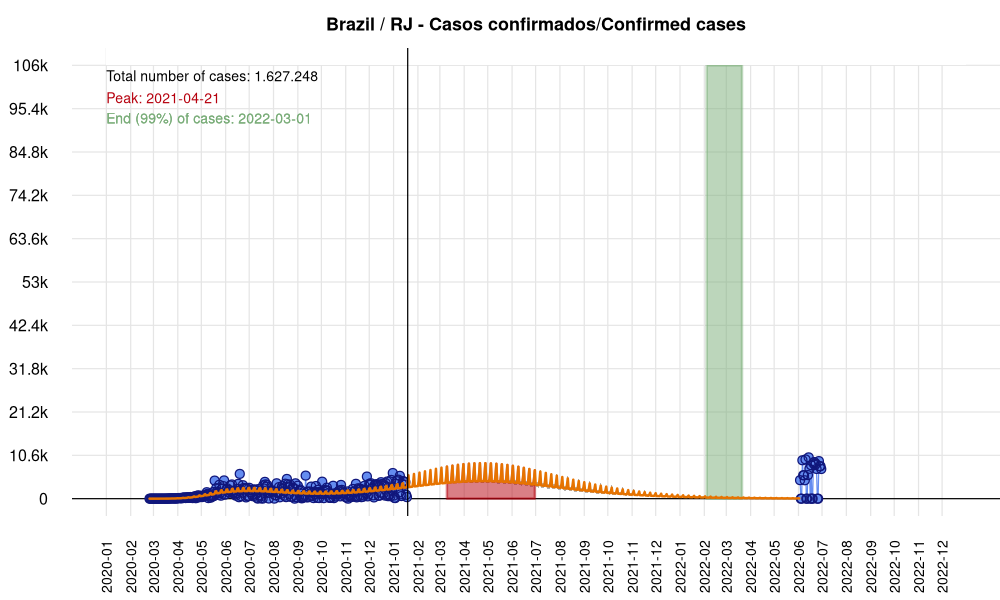 Brazil / RJ - Casos confirmados/Confirmed cases
106k
Total number of cases: 1.627.248
Peak: 2021-04-21
End (99%) of cases: 2022-03-01
95.4k
84.8k
74.2k
63.6k
53k
42.4k
31.8k
21.2k
10.6k
0
2020-01
2020-02
2020-03
2020-04
2020-05
2020-06
2020-07
2020-08
2020-09
2020-10
2020-11
2020-12
2021-01
2021-02
2021-03
2021-04
2021-05
2021-06
2021-07
2021-08
2021-09
2021-10
2021-11
2021-12
2022-01
2022-02
2022-03
2022-04
2022-05
2022-06
2022-07
2022-08
2022-09
2022-10
2022-11
2022-12